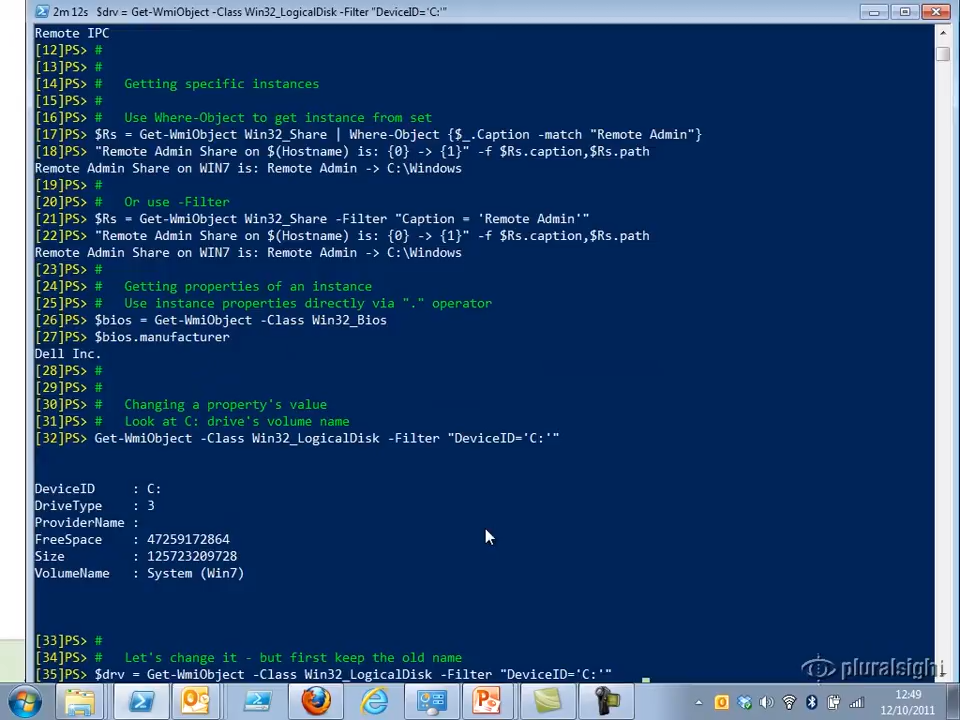 2m 12s  $drv = Get-WmiObject -Class Win32_LogicalDisk -Filter "DeviceID='C:'"
Remote IPC
[12]PS> #
[13]PS> #
[14]PS> #   Getting specific instances
[15]PS> #
[16]PS> #   Use Where-Object to get instance from set
[17]PS> $Rs = Get-WmiObject Win32_Share | Where-Object {$_.Caption -match "Remote Admin"}
[18]PS> "Remote Admin Share on $(Hostname) is: {0} -> {1}" -f $Rs.caption,$Rs.path
Remote Admin Share on WIN7 is: Remote Admin -> C:\Windows
[19]PS> #
[20]PS> #   Or use -Filter
[21]PS> $Rs = Get-WmiObject Win32_Share -Filter "Caption = 'Remote Admin'"
[22]PS> "Remote Admin Share on $(Hostname) is: {0} -> {1}" -f $Rs.caption,$Rs.path
Remote Admin Share on WIN7 is: Remote Admin -> C:\Windows
[23]PS> #
[24]PS> #   Getting properties of an instance
[25]PS> #   Use instance properties directly via "." operator
[26]PS> $bios = Get-WmiObject -Class Win32_Bios
[27]PS> $bios.manufacturer
Dell Inc.
[28]PS> #
[29]PS> #
[30]PS> #   Changing a property's value
[31]PS> #   Look at C: drive's volume name
[32]PS> Get-WmiObject -Class Win32_LogicalDisk -Filter "DeviceID='C:'"
DeviceID     : C:
DriveType    : 3
ProviderName :
FreeSpace    : 47259172864
Size         : 125723209728
VolumeName   : System (Win7)
[33]PS> #
[34]PS> #   Let's change it - but first keep the old name
[35]PS> $drv = Get-WmiObject -Class Win32_LogicalDisk -Filter "DeviceID='C:'"
pluralsight
12:49
12/10/2011